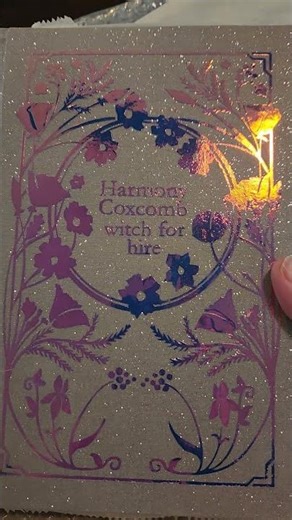 Harmony
Coxcomb
witch for
hire